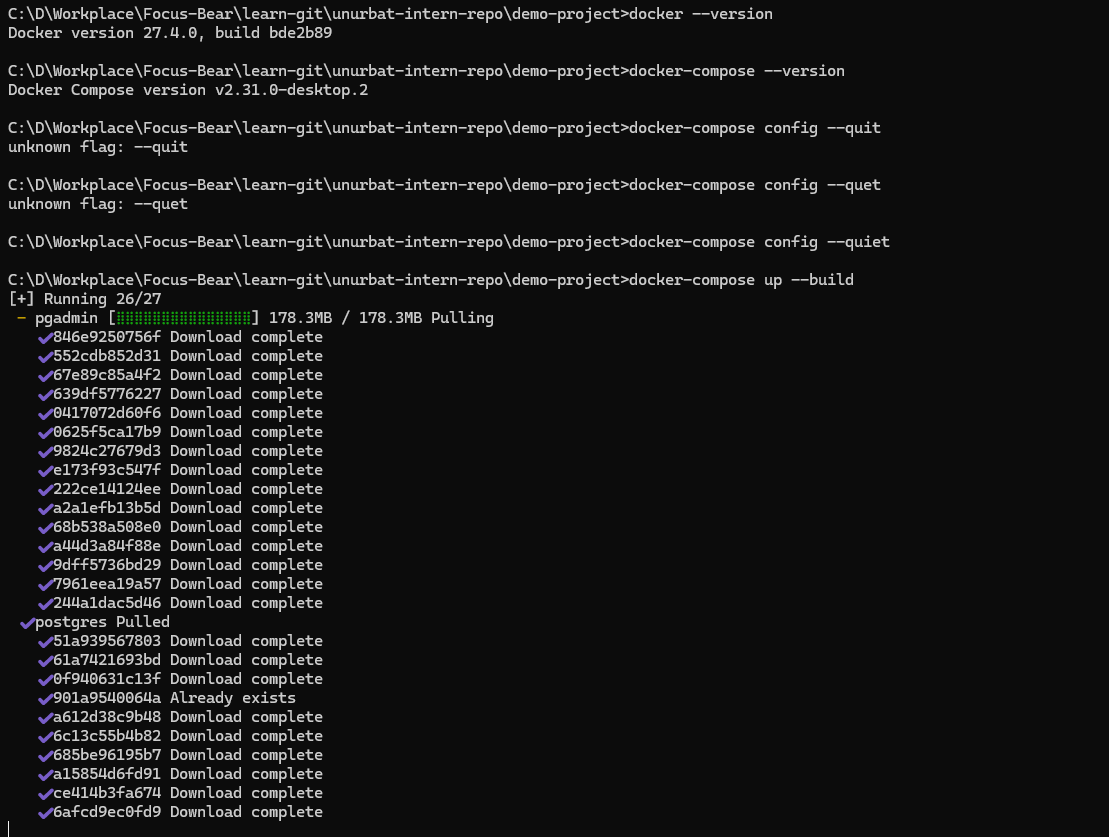 C:\D\Workplace\Focus-Bear\learn-git\unurbat-intern-repo\demo-project>docker --version
Docker version 27.4.0, build bde2b89
C:\D\Workplace\Focus-Bear\learn-git\unurbat-intern-repo\demo-project>docker-compose --version
Docker Compose version v2.31.0-desktop.2
C:\D\Workplace\Focus-Bear\learn-git\unurbat-intern-repo\demo-project>docker-compose config --quit
unknown flag: --quit
C:\D\Workplace\Focus-Bear\learn-git\unurbat-intern-repo\demo-project>docker-compose config --quet
unknown flag: --quet
C:\D\Workplace\Focus-Bear\learn-git\unurbat-intern-repo\demo-project>docker-compose config --quiet
C:\D\Workplace\Focus-Bear\learn-git\unurbat-intern-repo\demo-project>docker-compose up --build
[+] Running 26/27
- pgadmin [⣿⣿⣿⣿⣿⣿⣿⣿⣿⣿⣿⣿⣿⣿⣿] 178.3MB / 178.3MB Pulling
✔846e9250756f Download complete
✔552cdb852d31 Download complete
✔67e89c85a4f2 Download complete
✔639df5776227 Download complete
✔0417072d60f6 Download complete
✔0625f5ca17b9 Download complete
✔9824c27679d3 Download complete
✔e173f93c547f Download complete
✔222ce14124ee Download complete
✔a2a1efb13b5d Download complete
✔68b538a508e0 Download complete
✔a44d3a84f88e Download complete
✔9dff5736bd29 Download complete
✔7961eea19a57 Download complete
✔244a1dac5d46 Download complete
✔postgres Pulled
✔51a939567803 Download complete
✔61a7421693bd Download complete
✔0f940631c13f Download complete
✔901a9540064a Already exists
✔a612d38c9b48 Download complete
✔6c13c55b4b82 Download complete
✔685be96195b7 Download complete
✔a15854d6fd91 Download complete
✔ce414b3fa674 Download complete
✔6afcd9ec0fd9 Download complete